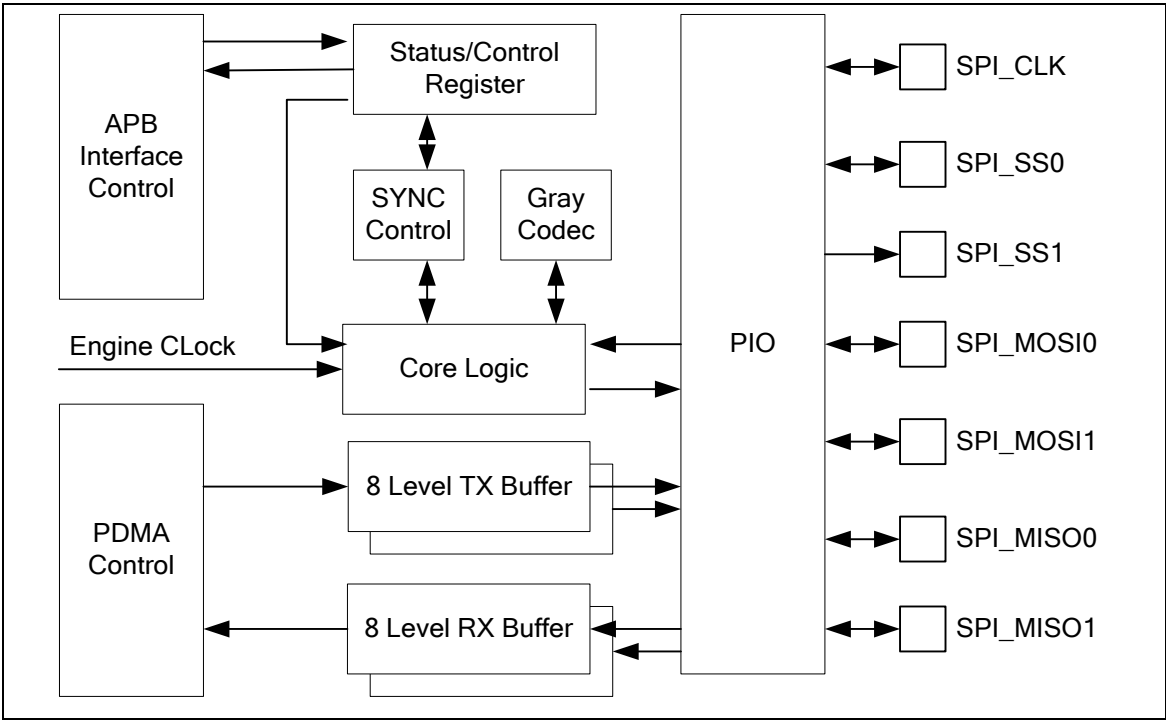 APB
Interface
Control
Status/Control
Register
SYNC
Control
Gray
Codec
Engine CLock
Core Logic
PDMA
Control
8 Level TX Buffer
8 Level RX Buffer
PIO
SPI_CLK
SPI_SS0
SPI_SS1
SPI_MOSI0
SPI_MOSI1
SPI_MISO0
SPI_MISO1